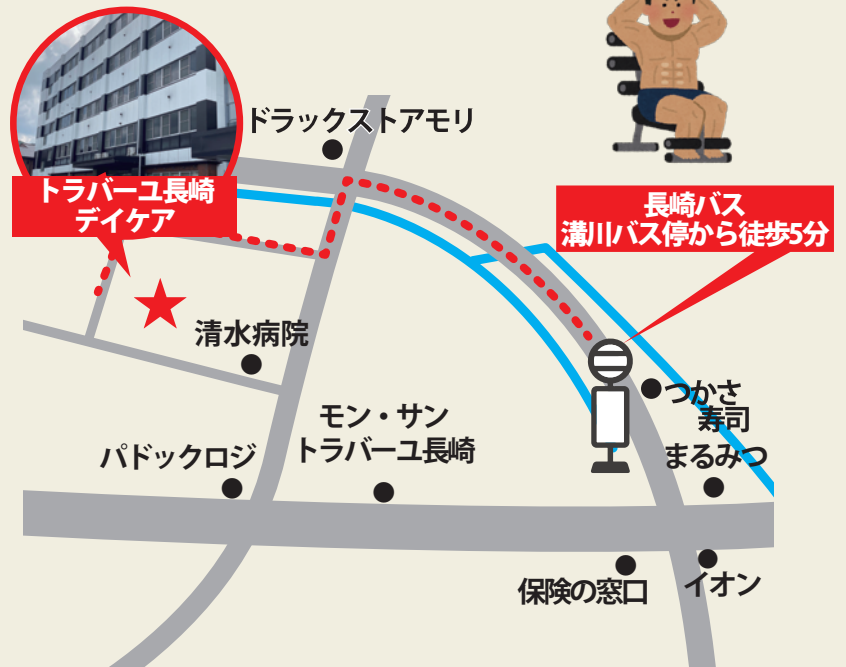 ドラックストアモリ
トラバーユ長崎
デイケア
長崎バス
溝川バス停から徒歩5分
清水病院
つかさ
寿司
モン・サン
トラバーユ長崎
パドックロジ
まるみつ
保険の窓口
イオン